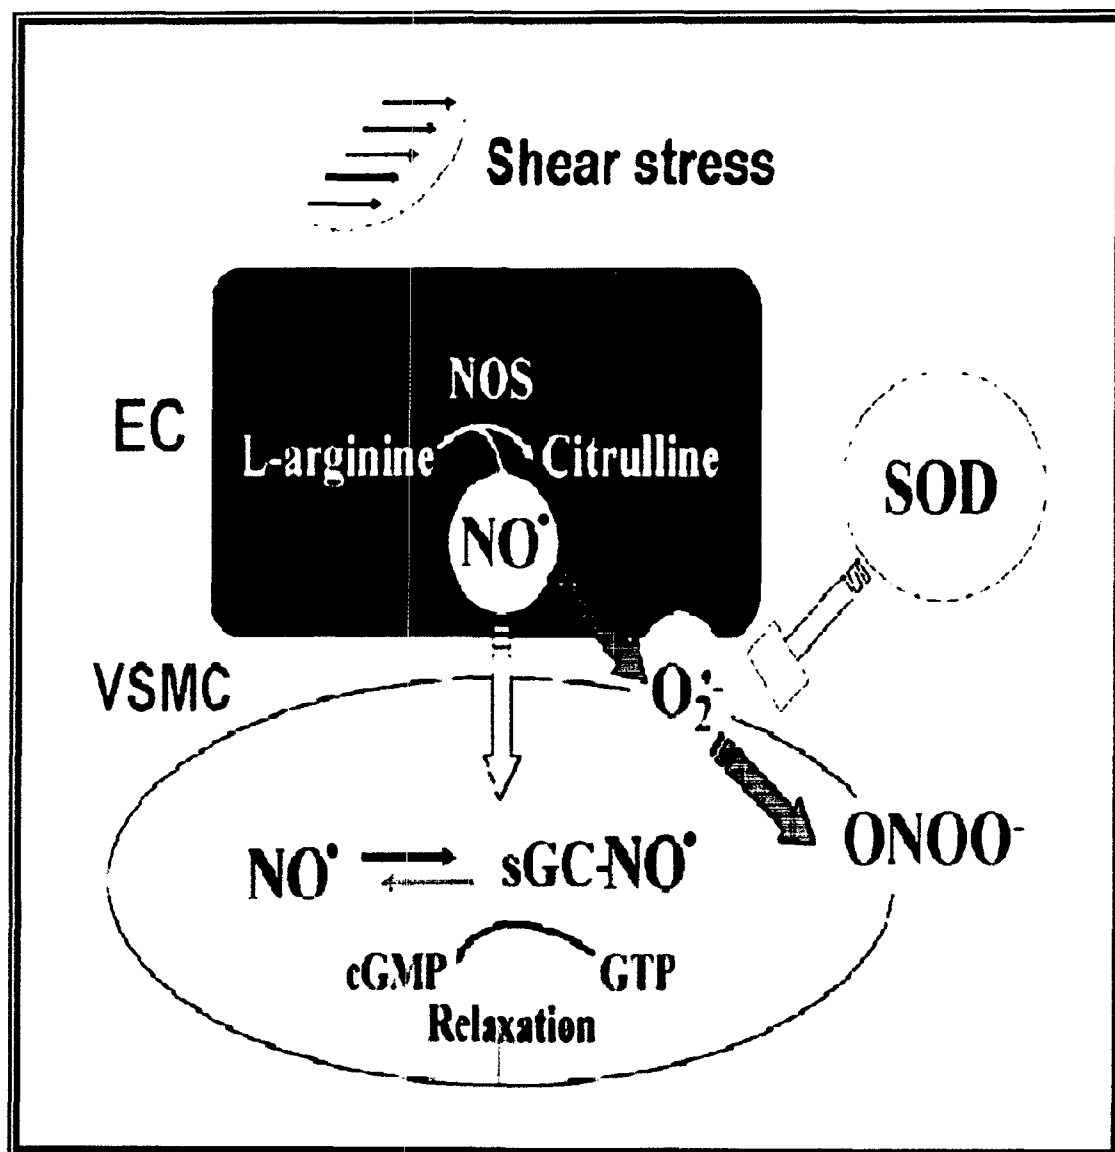 Shear stress
NOS
EC
L-arginine Citrulline
SOD
NO•
VSMC
O₂•-
ONOO-
NO• sGC-NO•
cGMP GTP
Relaxation